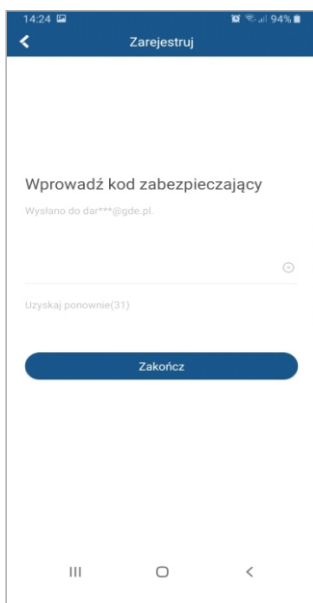 14:24 94%
Zarejestruj
Wprowadź kod zabezpieczający
Wysłano do dar***@gde.pl.
Uzyskaj ponownie(31)
Zakończ